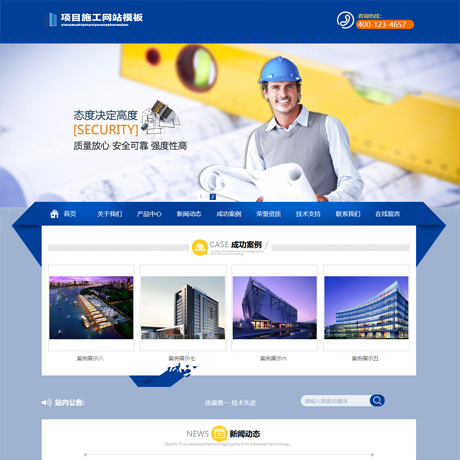 项目施工网站模板
咨询热线:
400-123-4657
态度决定高度
[SECURITY]
质量放心 安全可靠 强度性高
2
首页 关于我们 产品中心 新闻动态 成功案例 荣誉资质 技术支持 联系我们 在线留言
CASE 成功案例 /
案例展示八 案例展示七 案例展示六 案例展示五
站内公告:
质量第一 技术先进
请输入搜索关键词
NEWS 新闻动态
Quality first advanced technologyQuality first advanced technology